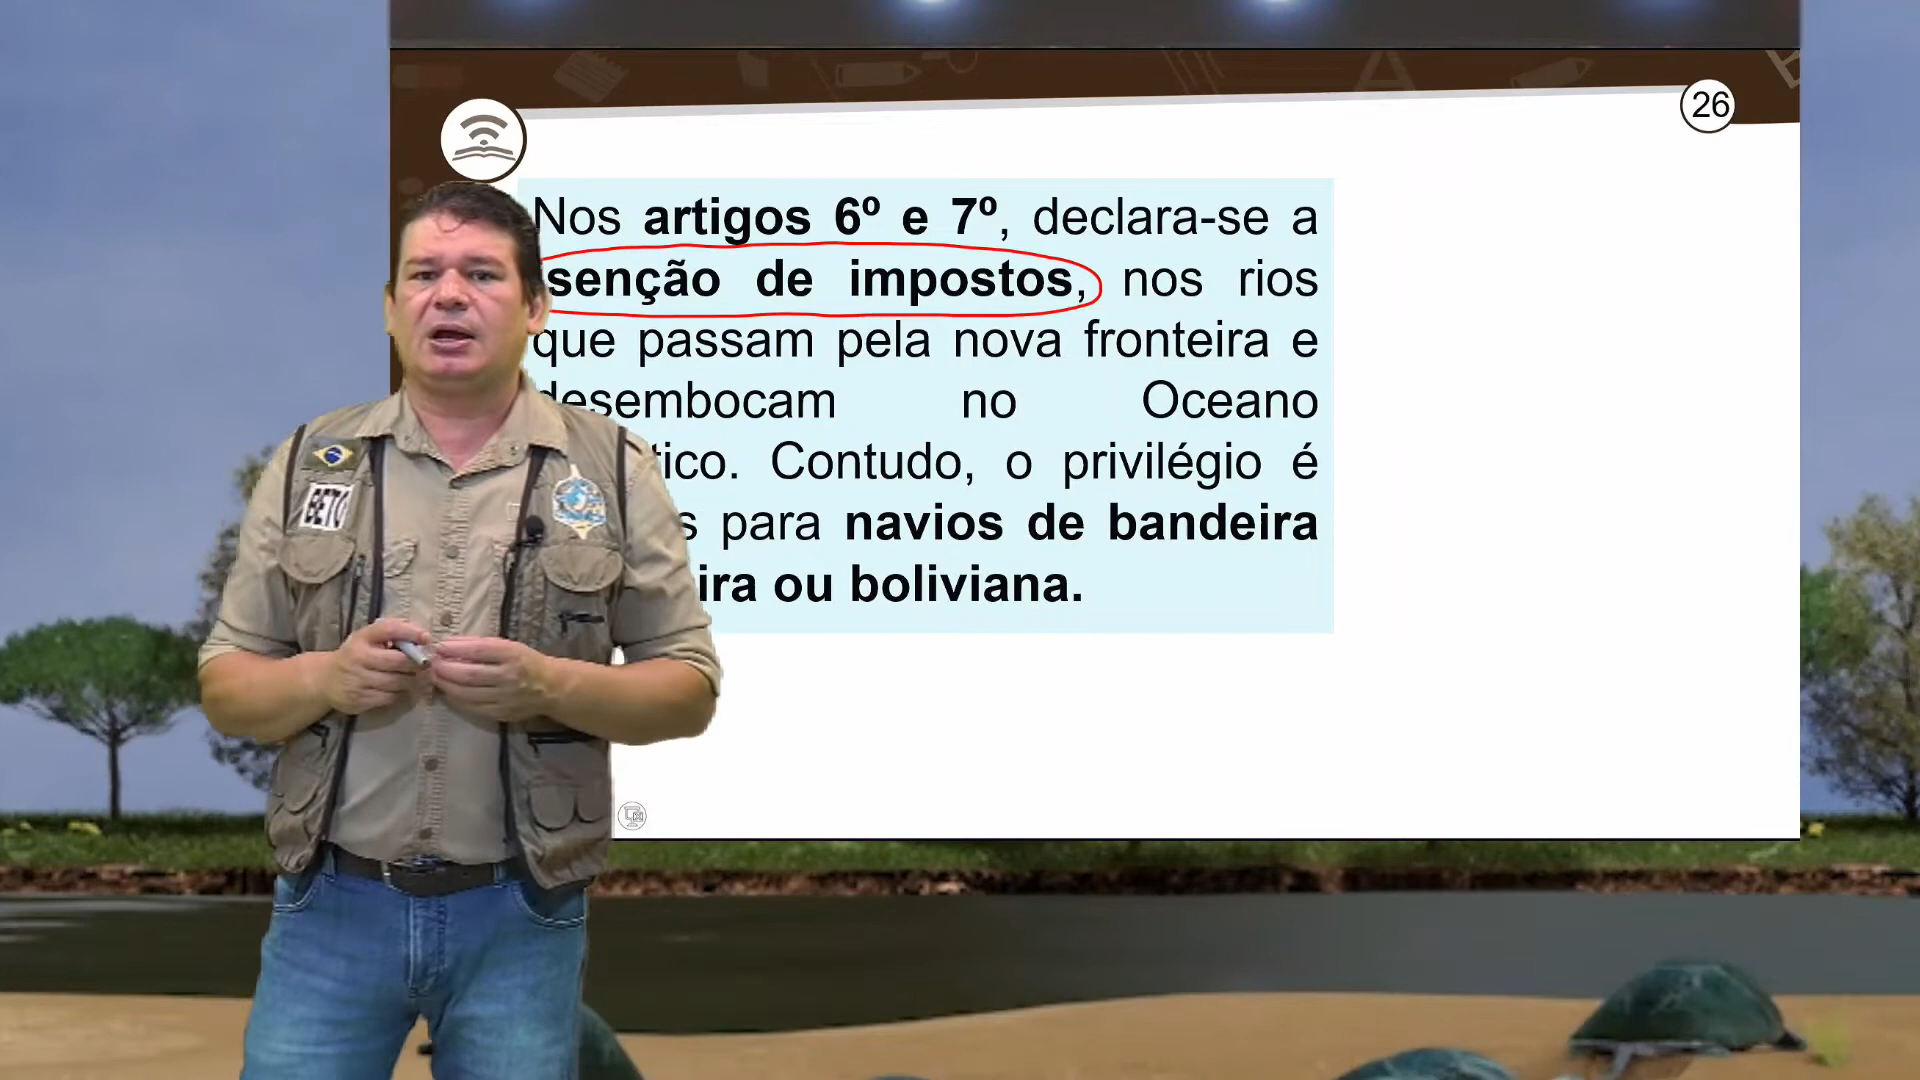 26
Nos artigos 6º e 7º, declara-se a
senção de impostos, nos rios
que passam pela nova fronteira e
desembocam no Oceano
tico. Contudo, o privilégio é
s para navios de bandeira
ira ou boliviana.
BETO